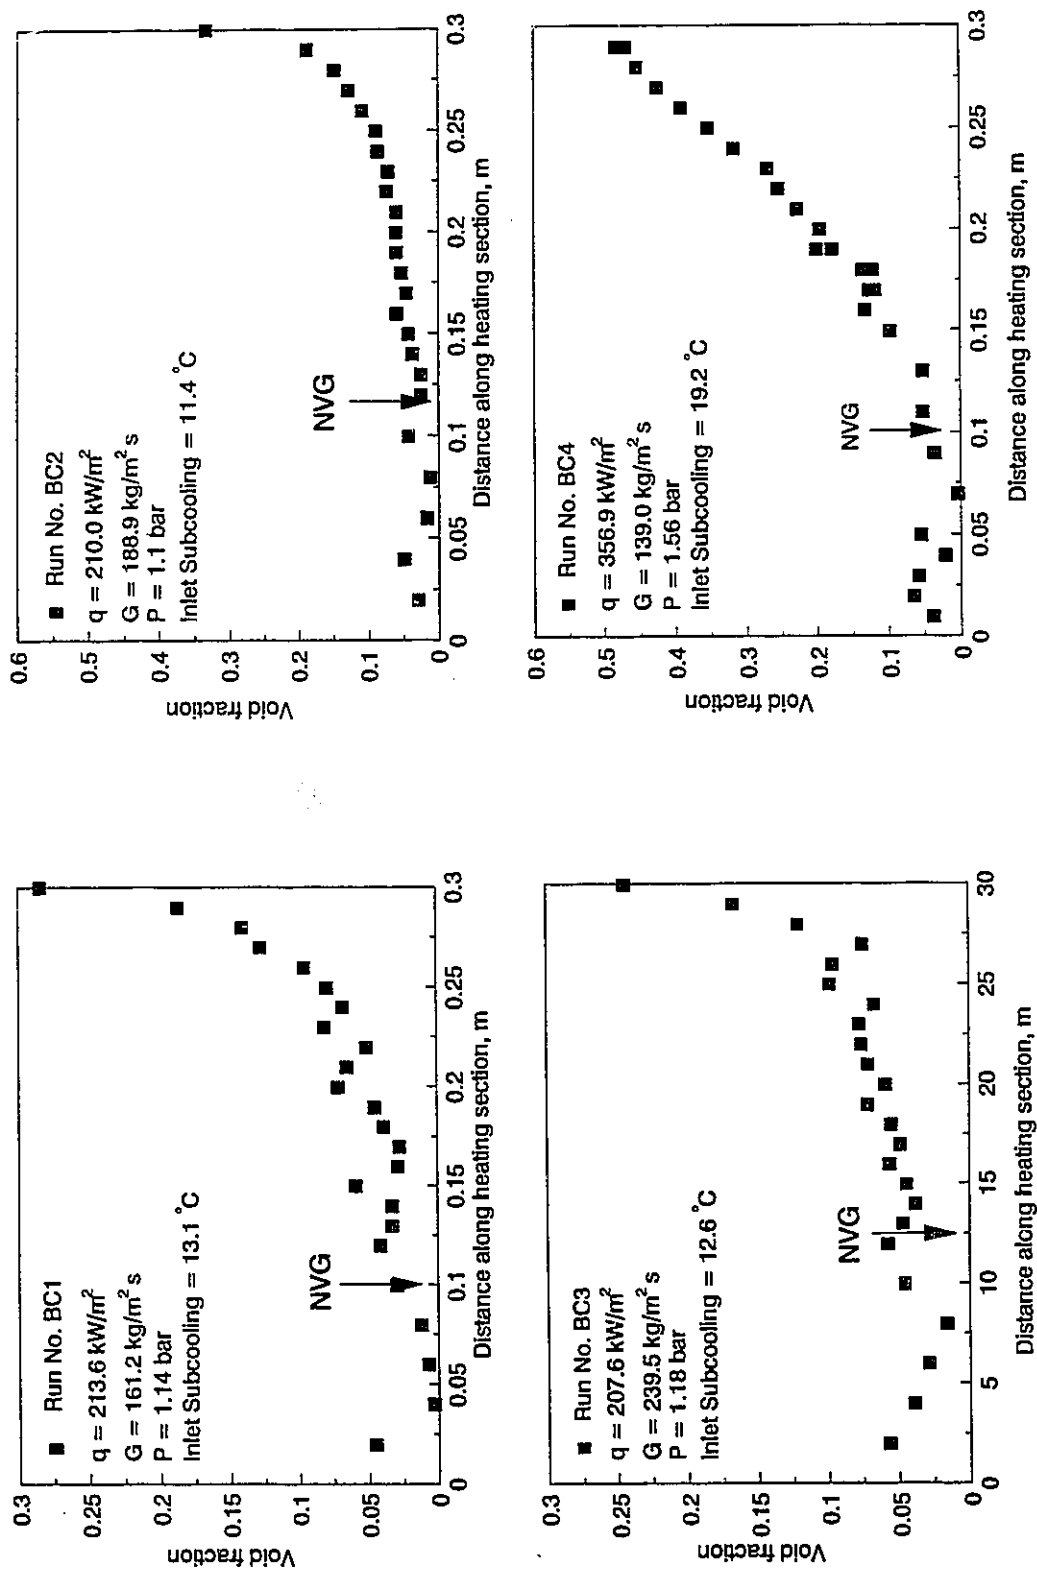 0.3
0.25
0.2
0.15
0.1
0.05
0
Void fraction
■ Run No. BC1
q = 213.6 kW/m²
G = 161.2 kg/m² s
P = 1.14 bar
Inlet Subcooling = 13.1 °C
NVG
0 0.05 0.1 0.15 0.2 0.25 0.3
Distance along heating section, m
0.6
0.5
0.4
0.3
0.2
0.1
0
Void fraction
■ Run No. BC2
q = 210.0 kW/m²
G = 188.9 kg/m² s
P = 1.1 bar
Inlet Subcooling = 11.4 °C
NVG
0 0.05 0.1 0.15 0.2 0.25 0.3
Distance along heating section, m
0.3
0.25
0.2
0.15
0.1
0.05
0
Void fraction
■ Run No. BC3
q = 207.6 kW/m²
G = 239.5 kg/m² s
P = 1.18 bar
Inlet Subcooling = 12.6 °C
NVG
0 5 10 15 20 25 30
Distance along heating section, m
0.6
0.5
0.4
0.3
0.2
0.1
0
Void fraction
■ Run No. BC4
q = 356.9 kW/m²
G = 139.0 kg/m² s
P = 1.56 bar
Inlet Subcooling = 19.2 °C
NVG
0 0.05 0.1 0.15 0.2 0.25 0.3
Distance along heating section, m